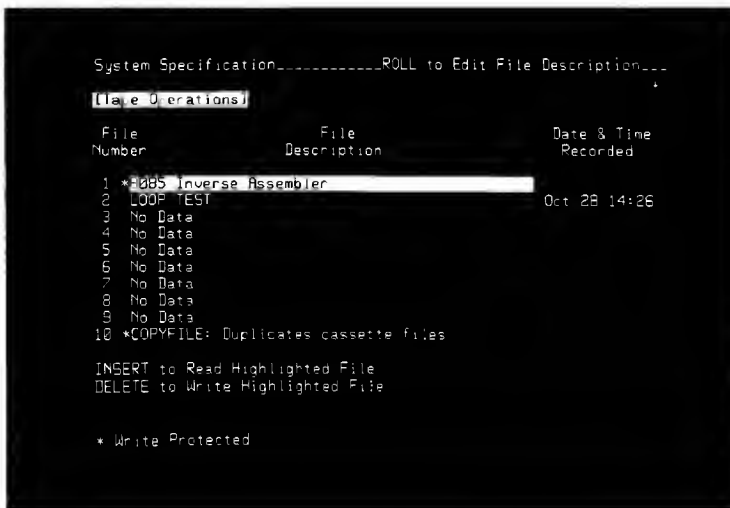 System Specification____________ROLL to Edit File Description___
[Tape Operations]
File File Date & Time
Number Description Recorded
1 *8085 Inverse Assembler
2 LOOP TEST Oct 28 14:26
3 No Data
4 No Data
5 No Data
6 No Data
7 No Data
8 No Data
9 No Data
10 *COPYFILE: Duplicates cassette files
INSERT to Read Highlighted File
DELETE to Write Highlighted File
* Write Protected